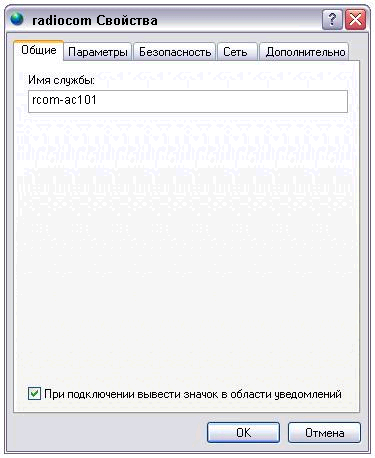 radiocom Свойства
Общие Параметры Безопасность Сеть Дополнительно
Имя службы:
rcom-ac101
При подключении вывести значок в области уведомлений
OK Отмена